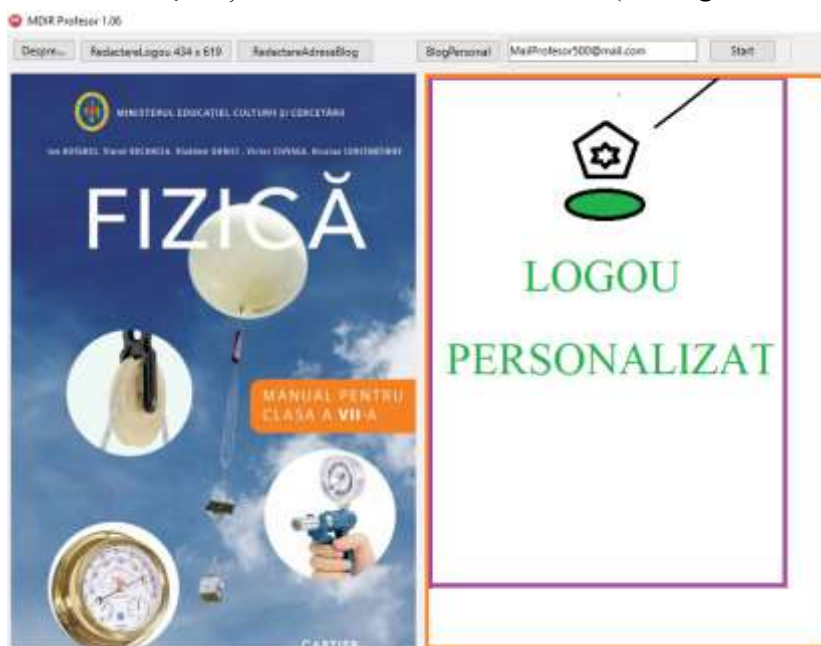 MDIR Profesor 1.06
Despre... RedactareLogou 434 x 619 RedactareAdresaBlog BlogPersonal MailProfesor500@mail.com Start
MINISTERUL EDUCAȚIEI, CULTURII ȘI CERCETĂRII
FIZICĂ
MANUAL PENTRU
CLASA A VII-A
CARTIER
LOGOU
PERSONALIZAT